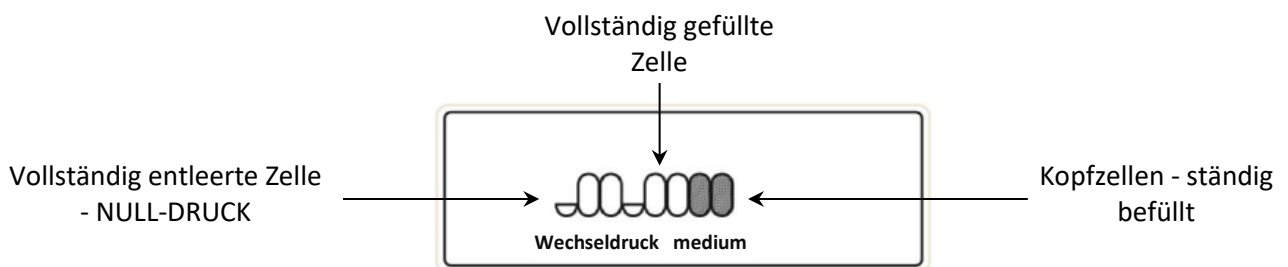 Vollständig gefüllte
Zelle
Vollständig entleerte Zelle
- NULL-DRUCK
Kopfzellen - ständig
befüllt
Wechseldruck medium